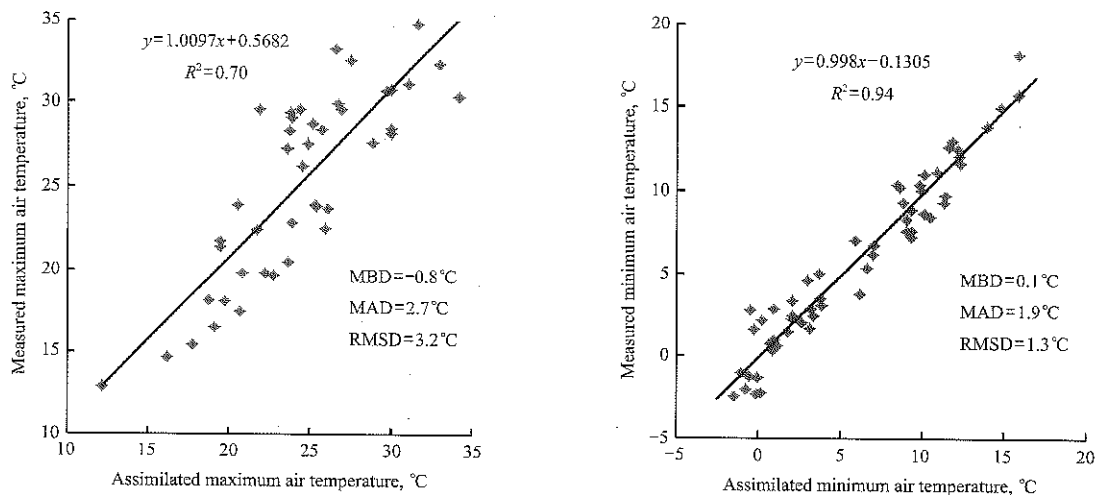 35
30
25
20
15
10
10
15
20
25
30
35
Measured maximum air temperature, ℃
Assimilated maximum air temperature, ℃
y=1.0097x+0.5682
R²=0.70
MBD=−0.8℃
MAD=2.7℃
RMSD=3.2℃
20
15
10
5
0
−5
−5
0
5
10
15
20
Measured minimum air temperature, ℃
Assimilated minimum air temperature, ℃
y=0.998x−0.1305
R²=0.94
MBD=0.1℃
MAD=1.9℃
RMSD=1.3℃